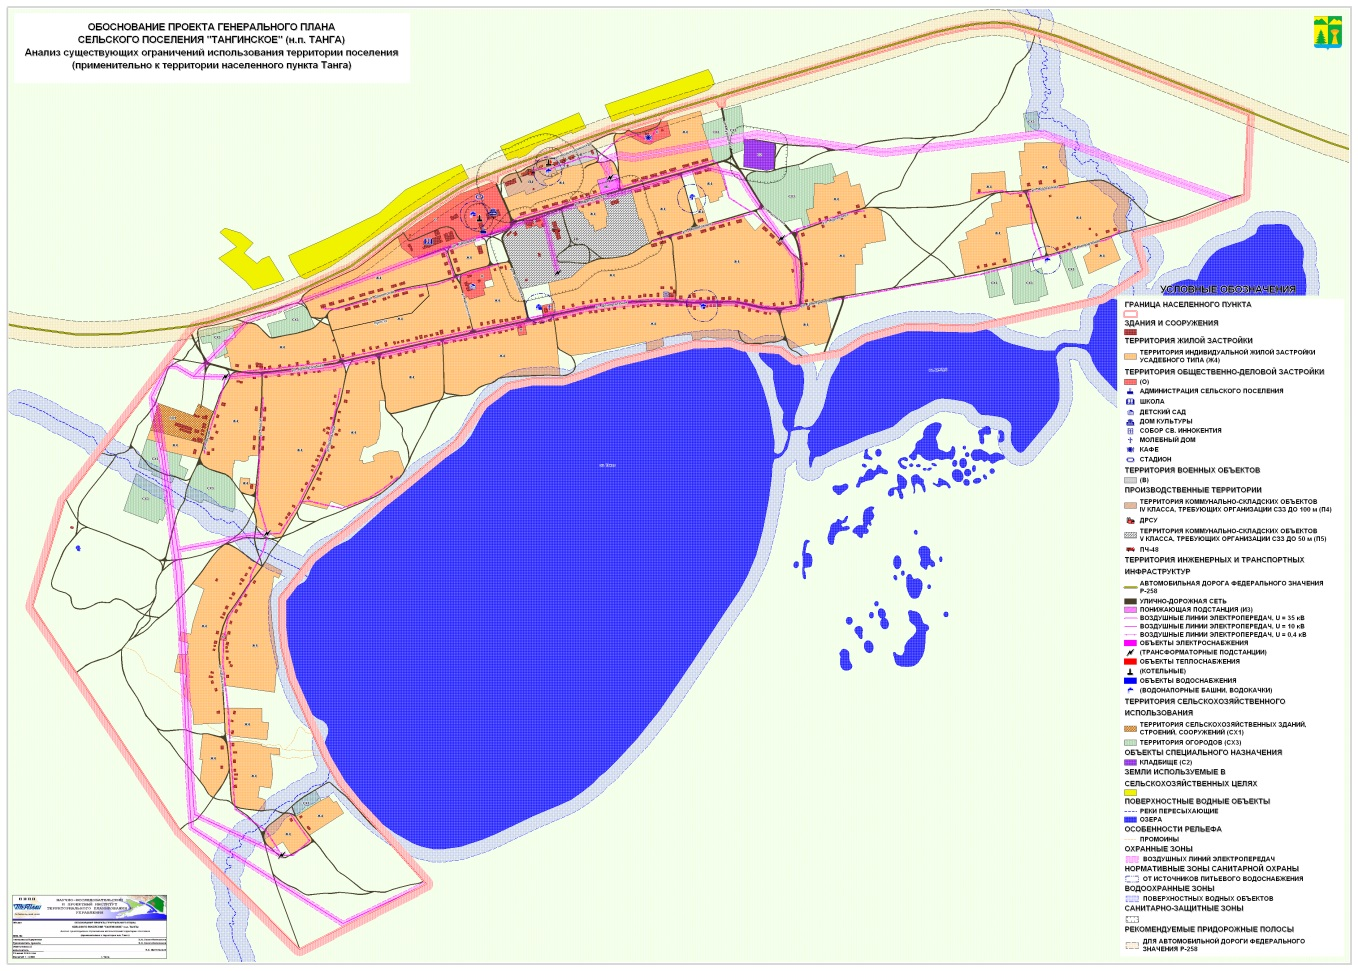 ОБОСНОВАНИЕ ПРОЕКТА ГЕНЕРАЛЬНОГО ПЛАНА
СЕЛЬСКОГО ПОСЕЛЕНИЯ "ТАНГИНСКОЕ" (н.п. ТАНГА)
Анализ существующих ограничений использования территории поселения
(применительно к территории населенного пункта Танга)
УСЛОВНЫЕ ОБОЗНАЧЕНИЯ
ГРАНИЦА НАСЕЛЕННОГО ПУНКТА
ЗДАНИЯ И СООРУЖЕНИЯ
ТЕРРИТОРИЯ ЖИЛОЙ ЗАСТРОЙКИ
ТЕРРИТОРИЯ ИНДИВИДУАЛЬНОЙ ЖИЛОЙ ЗАСТРОЙКИ
УСАДЕБНОГО ТИПА (Ж4)
ТЕРРИТОРИЯ ОБЩЕСТВЕННО-ДЕЛОВОЙ ЗАСТРОЙКИ
(О)
АДМИНИСТРАЦИЯ СЕЛЬСКОГО ПОСЕЛЕНИЯ
ШКОЛА
ДЕТСКИЙ САД
ДОМ КУЛЬТУРЫ
СОБОР СВ. ИННОКЕНТИЯ
МОЛЕБНЫЙ ДОМ
КАФЕ
СТАДИОН
ТЕРРИТОРИЯ ВОЕННЫХ ОБЪЕКТОВ
(В)
ПРОИЗВОДСТВЕННЫЕ ТЕРРИТОРИИ
ТЕРРИТОРИЯ КОММУНАЛЬНО-СКЛАДСКИХ ОБЪЕКТОВ
IV КЛАССА, ТРЕБУЮЩИХ ОРГАНИЗАЦИИ СЗЗ ДО 100 м (П4)
ДРСУ
ТЕРРИТОРИЯ КОММУНАЛЬНО-СКЛАДСКИХ ОБЪЕКТОВ
V КЛАССА, ТРЕБУЮЩИХ ОРГАНИЗАЦИИ СЗЗ ДО 50 м (П5)
ПЧ-48
ТЕРРИТОРИЯ ИНЖЕНЕРНЫХ И ТРАНСПОРТНЫХ
ИНФРАСТРУКТУР
АВТОМОБИЛЬНАЯ ДОРОГА ФЕДЕРАЛЬНОГО ЗНАЧЕНИЯ
Р-258
УЛИЧНО-ДОРОЖНАЯ СЕТЬ
ПОНИЖАЮЩАЯ ПОДСТАНЦИЯ (И3)
ВОЗДУШНЫЕ ЛИНИИ ЭЛЕКТРОПЕРЕДАЧ, U = 35 кВ
ВОЗДУШНЫЕ ЛИНИИ ЭЛЕКТРОПЕРЕДАЧ, U = 10 кВ
ВОЗДУШНЫЕ ЛИНИИ ЭЛЕКТРОПЕРЕДАЧ, U = 0,4 кВ
ОБЪЕКТЫ ЭЛЕКТОСНАБЖЕНИЯ
(ТРАНСФОРМАТОРНЫЕ ПОДСТАНЦИИ)
ОБЪЕКТЫ ТЕПЛОСНАБЖЕНИЯ
(КОТЕЛЬНЫЕ)
ОБЪЕКТЫ ВОДОСНАБЖЕНИЯ
(ВОДОНАПОРНЫЕ БАШНИ, ВОДОКАЧКИ)
ТЕРРИТОРИЯ СЕЛЬСКОХОЗЯЙСТВЕННОГО
ИСПОЛЬЗОВАНИЯ
ТЕРРИТОРИЯ СЕЛЬСКОХОЗЯЙСТВЕННЫХ ЗДАНИЙ,
СТРОЕНИЙ, СООРУЖЕНИЙ (СХ1)
ТЕРРИТОРИЯ ОГОРОДОВ (СХ3)
ОБЪЕКТЫ СПЕЦИАЛЬНОГО НАЗНАЧЕНИЯ
КЛАДБИЩЕ (С2)
ЗЕМЛИ ИСПОЛЬЗУЕМЫЕ В
СЕЛЬСКОХОЗЯЙСТВЕННЫХ ЦЕЛЯХ
ПОВЕРХНОСТНЫЕ ВОДНЫЕ ОБЪЕКТЫ
РЕКИ ПЕРЕСЫХАЮЩИЕ
ОЗЕРА
ОСОБЕННОСТИ РЕЛЬЕФА
ПРОМОИНЫ
ОХРАННЫЕ ЗОНЫ
ВОЗДУШНЫХ ЛИНИЙ ЭЛЕКТРОПЕРЕДАЧ
НОРМАТИВНЫЕ ЗОНЫ САНИТАРНОЙ ОХРАНЫ
ОТ ИСТОЧНИКОВ ПИТЬЕВОГО ВОДОСНАБЖЕНИЯ
ВОДООХРАННЫЕ ЗОНЫ
ПОВЕРХНОСТНЫХ ВОДНЫХ ОБЪЕКТОВ
САНИТАРНО-ЗАЩИТНЫЕ ЗОНЫ
РЕКОМЕНДУЕМЫЕ ПРИДОРОЖНЫЕ ПОЛОСЫ
ДЛЯ АВТОМОБИЛЬНОЙ ДОРОГИ ФЕДЕРАЛЬНОГО
ЗНАЧЕНИЯ Р-258
НАУЧНО-ИССЛЕДОВАТЕЛЬСКИЙ
И ПРОЕКТНЫЙ ИНСТИТУТ
ТЕРРИТОРИАЛЬНОГО ПЛАНИРОВАНИЯ
УПРАВЛЕНИЯ